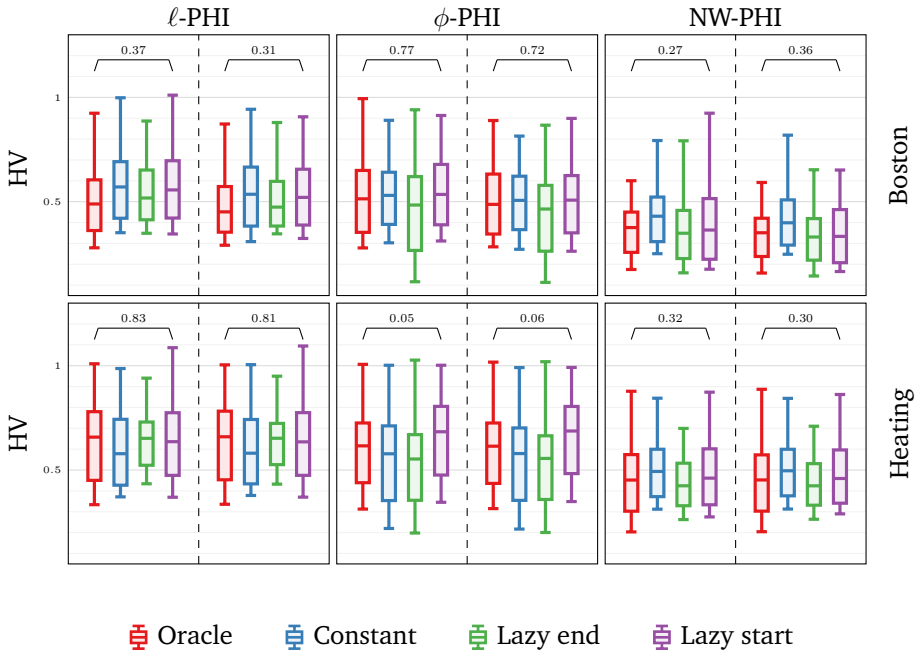 ℓ-PHI ϕ-PHI NW-PHI
0.37 0.31 0.77 0.72 0.27 0.36
1
0.5
HV
Boston
0.83 0.81 0.05 0.06 0.32 0.30
1
0.5
HV
Heating
Oracle Constant Lazy end Lazy start